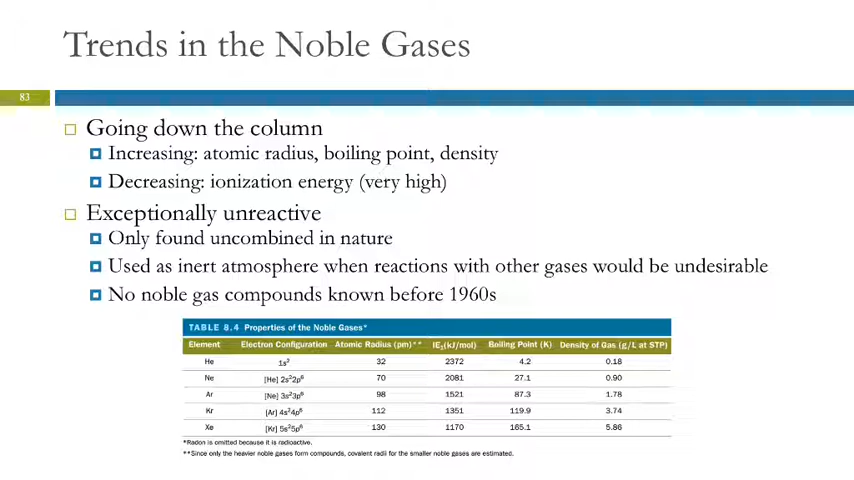 Trends in the Noble Gases
83
Going down the column
Increasing: atomic radius, boiling point, density
Decreasing: ionization energy (very high)
Exceptionally unreactive
Only found uncombined in nature
Used as inert atmosphere when reactions with other gases would be undesirable
No noble gas compounds known before 1960s
TABLE 8.4 Properties of the Noble Gases*
Element Electron Configuration Atomic Radius (pm)** IE₁(kJ/mol) Boiling Point (K) Density of Gas (g/L at STP)
He 1s² 32 2372 4.2 0.18
Ne [He] 2s²2p⁶ 70 2081 27.1 0.90
Ar [Ne] 3s²3p⁶ 98 1521 87.3 1.78
Kr [Ar] 4s²4p⁶ 112 1351 119.9 3.74
Xe [Kr] 5s²5p⁶ 130 1170 165.1 5.86
*Radon is omitted because it is radioactive.
**Since only the heavier noble gases form compounds, covalent radii for the smaller noble gases are estimated.